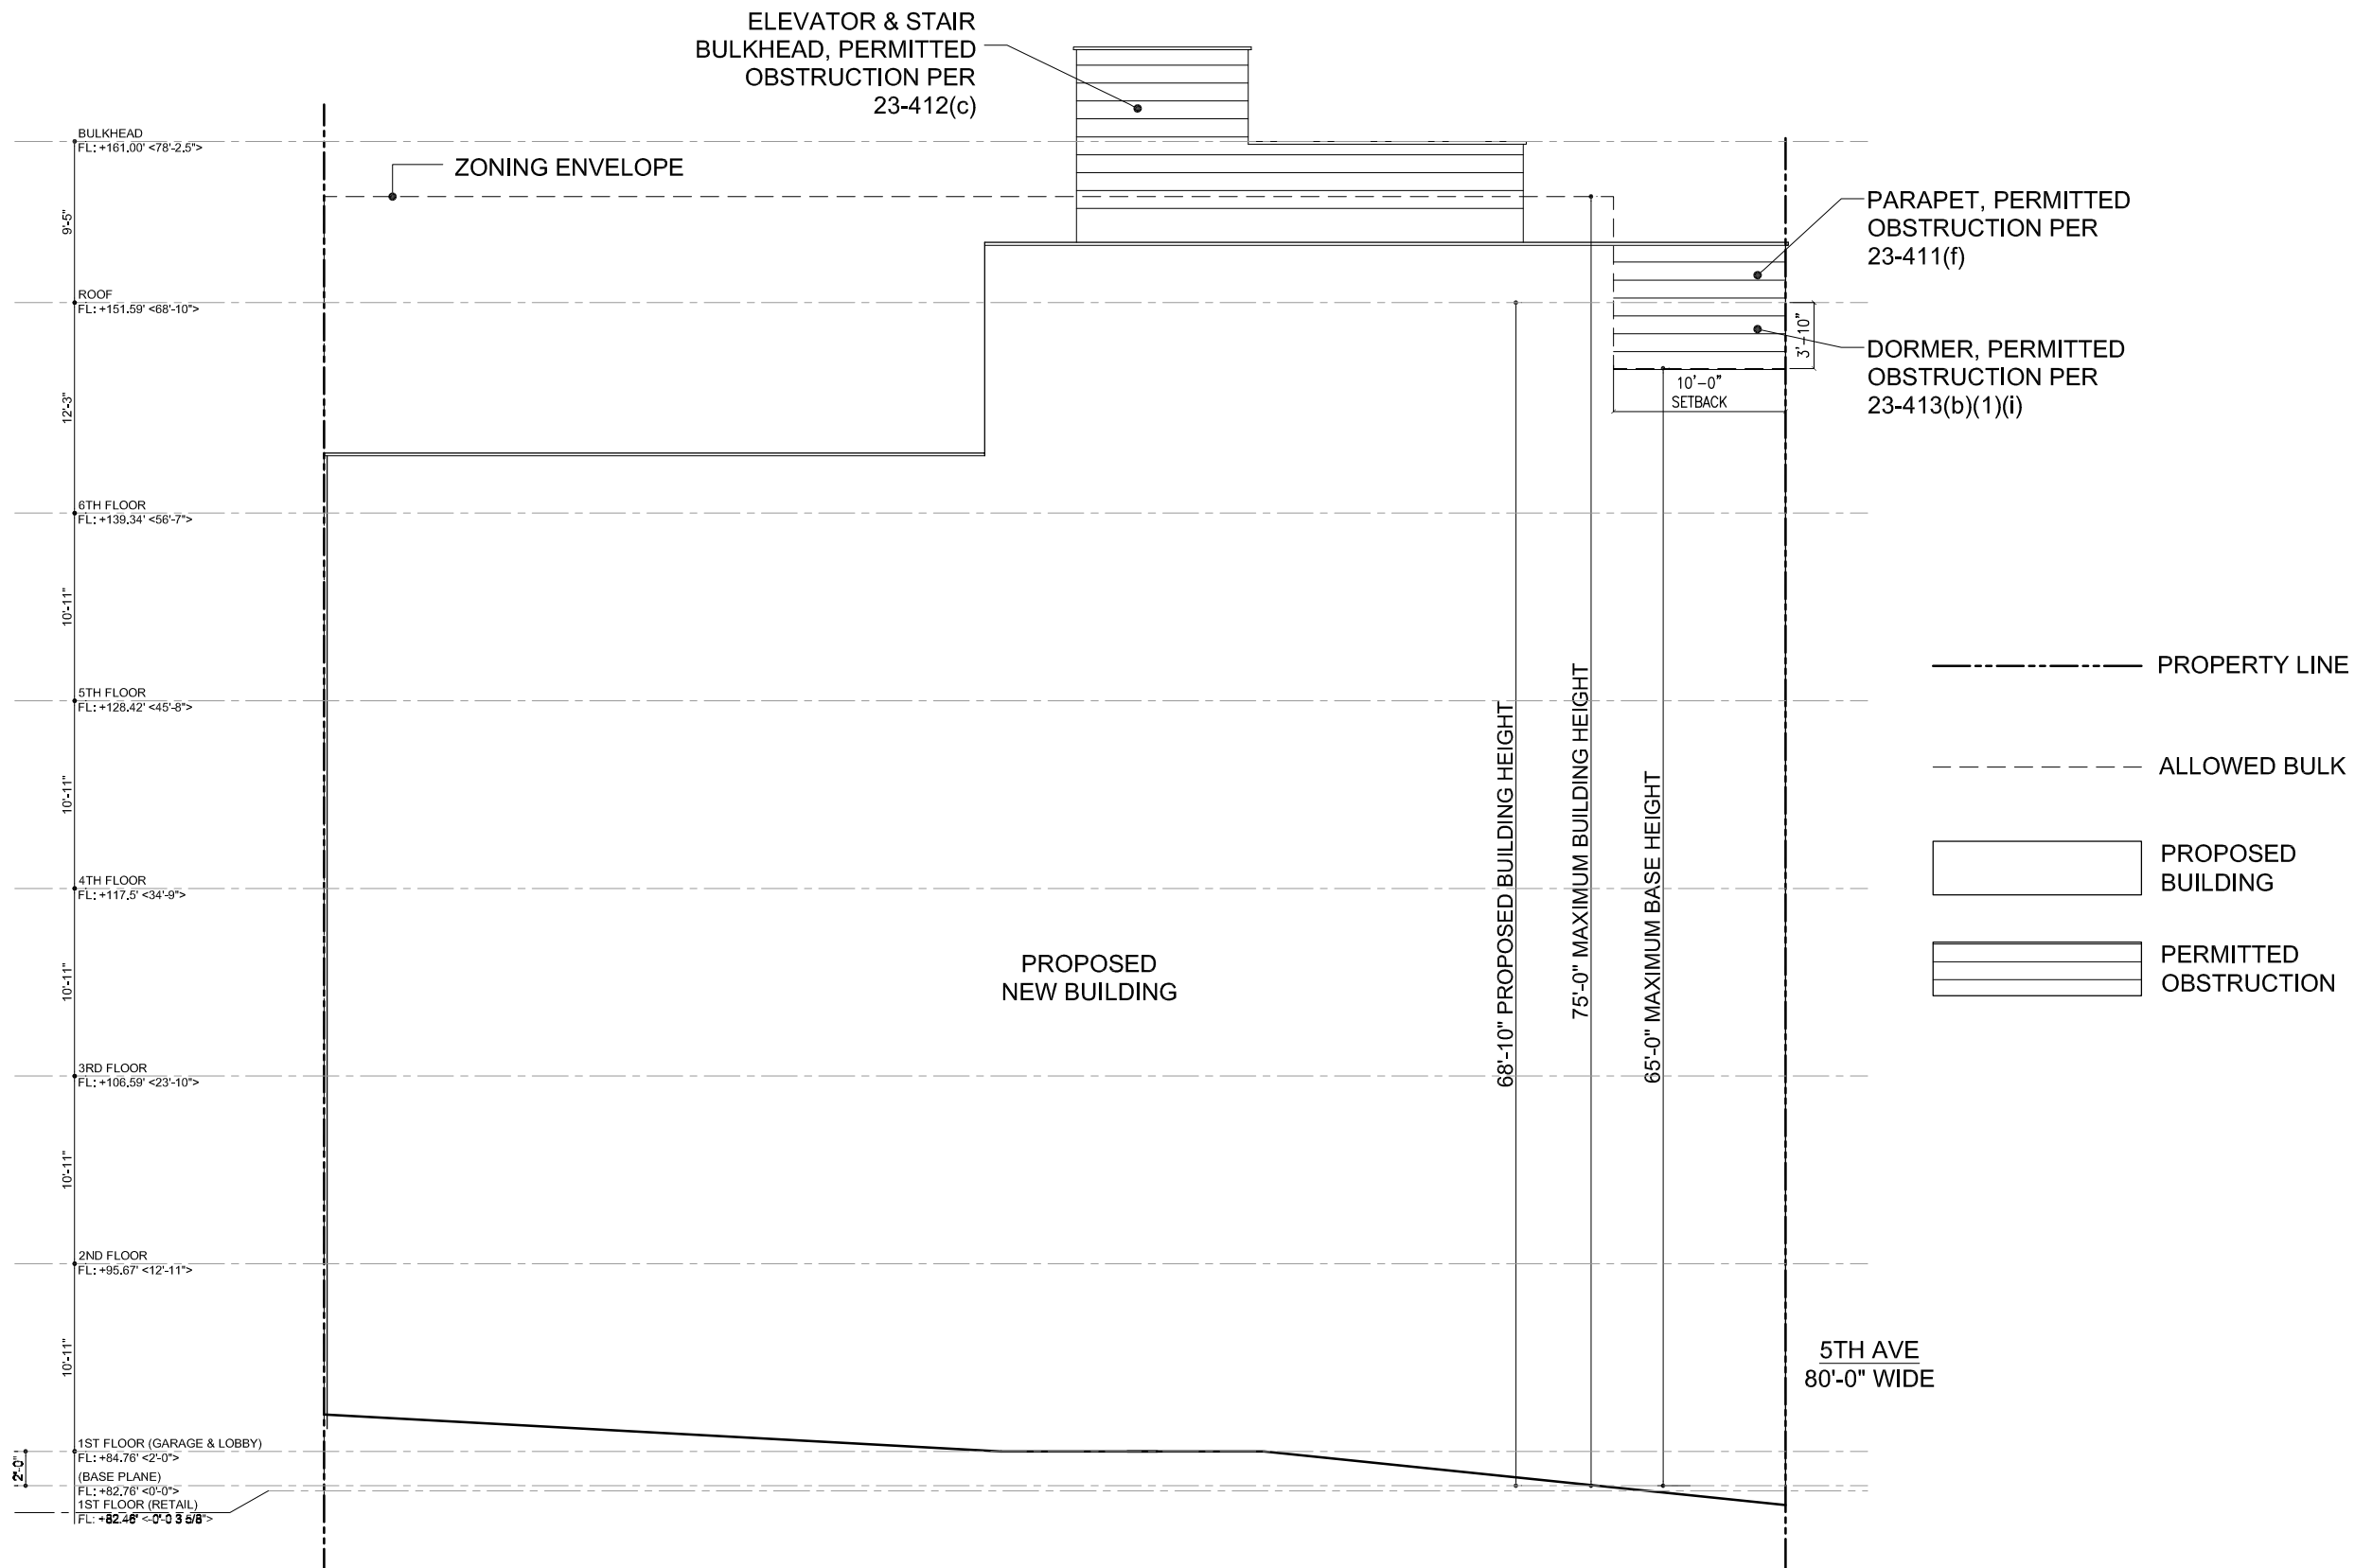 ELEVATOR & STAIR
BULKHEAD, PERMITTED
OBSTRUCTION PER
23-412(c)
BULKHEAD
FL: +161.00' <78'-2.5">
ZONING ENVELOPE
9'-5"
PARAPET, PERMITTED
OBSTRUCTION PER
23-411(f)
ROOF
FL: +151.59' <68'-10">
3'-10"
DORMER, PERMITTED
OBSTRUCTION PER
23-413(b)(1)(i)
10'-0"
SETBACK
12'-3"
6TH FLOOR
FL: +139.34' <56'-7">
10'-11"
5TH FLOOR
FL: +128.42' <45'-8">
10'-11"
4TH FLOOR
FL: +117.5' <34'-9">
10'-11"
3RD FLOOR
FL: +106.59' <23'-10">
10'-11"
2ND FLOOR
FL: +95.67' <12'-11">
10'-11"
1ST FLOOR (GARAGE & LOBBY)
FL: +84.76' <2'-0">
2'-0"
(BASE PLANE)
FL: +82.76' <0'-0">
1ST FLOOR (RETAIL)
FL:
PROPOSED
NEW BUILDING
68'-10" PROPOSED BUILDING HEIGHT
75'-0" MAXIMUM BUILDING HEIGHT
65'-0" MAXIMUM BASE HEIGHT
5TH AVE
80'-0" WIDE
PROPERTY LINE
ALLOWED BULK
PROPOSED
BUILDING
PERMITTED
OBSTRUCTION